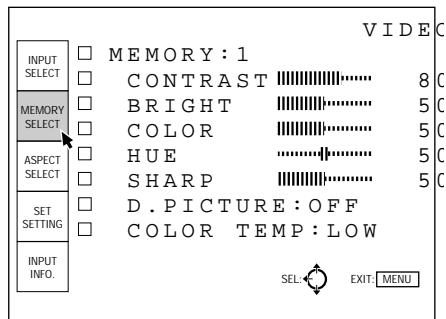 VIDEO
INPUT SELECT
MEMORY SELECT
ASPECT SELECT
SET SETTING
INPUT INFO.
MEMORY:1
CONTRAST 80
BRIGHT 50
COLOR 50
HUE 50
SHARP 50
D.PICTURE:OFF
COLOR TEMP:LOW
SEL: EXIT: MENU